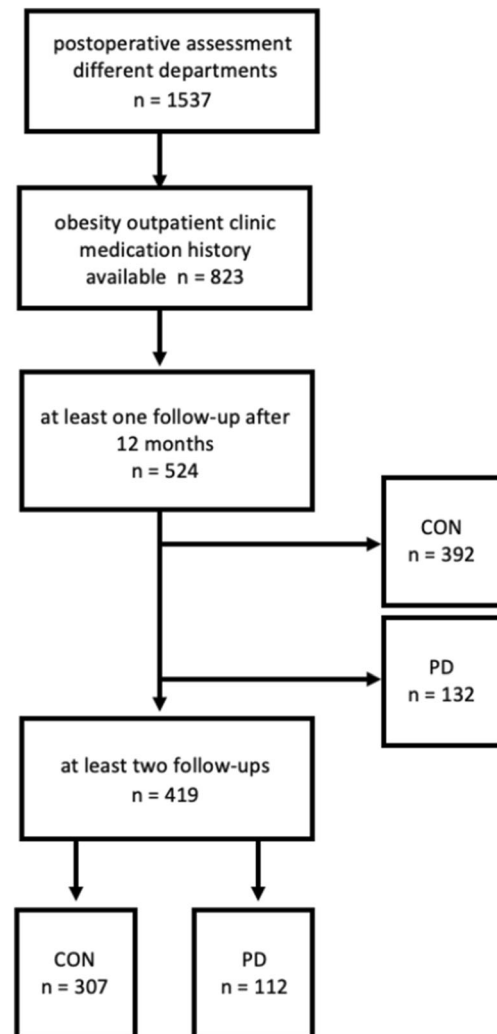 postoperative assessment
different departments
n = 1537
obesity outpatient clinic
medication history
available n = 823
at least one follow-up after
12 months
n = 524
CON
n = 392
PD
n = 132
at least two follow-ups
n = 419
CON
n = 307
PD
n = 112